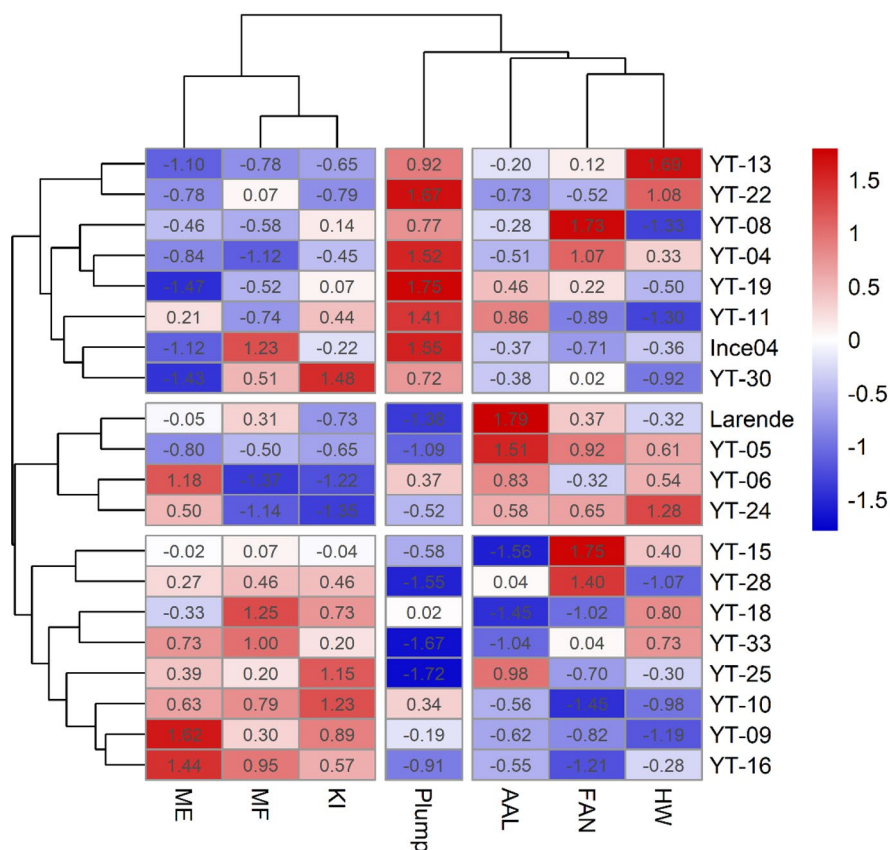 -1.10 -0.78 -0.65 0.92 -0.20 0.12 1.69 YT-13
-0.78 0.07 -0.79 1.67 -0.73 -0.52 1.08 YT-22
-0.46 -0.58 0.14 0.77 -0.28 1.73 -1.33 YT-08
-0.84 -1.12 -0.45 1.52 -0.51 1.07 0.33 YT-04
-1.47 -0.52 0.07 1.75 0.46 0.22 -0.50 YT-19
0.21 -0.74 0.44 1.41 0.86 -0.89 -1.30 YT-11
-1.12 1.23 -0.22 1.55 -0.37 -0.71 -0.36 Ince04
-1.43 0.51 1.48 0.72 -0.38 0.02 -0.92 YT-30
-0.05 0.31 -0.73 -1.38 1.79 0.37 -0.32 Larende
-0.80 -0.50 -0.65 -1.09 1.51 0.92 0.61 YT-05
1.18 -1.37 -1.22 0.37 0.83 -0.32 0.54 YT-06
0.50 -1.14 -1.35 -0.52 0.58 0.65 1.28 YT-24
-0.02 0.07 -0.04 -0.58 -1.56 1.75 0.40 YT-15
0.27 0.46 0.46 -1.55 0.04 1.40 -1.07 YT-28
-0.33 1.25 0.73 0.02 -1.45 -1.02 0.80 YT-18
0.73 1.00 0.20 -1.67 -1.04 0.04 0.73 YT-33
0.39 0.20 1.15 -1.72 0.98 -0.70 -0.30 YT-25
0.63 0.79 1.23 0.34 -0.56 -1.45 -0.98 YT-10
1.62 0.30 0.89 -0.19 -0.62 -0.82 -1.19 YT-09
1.44 0.95 0.57 -0.91 -0.55 -1.21 -0.28 YT-16
ME MF KI Plump AAL FAN HW
1.5
1
0.5
0
-0.5
-1
-1.5